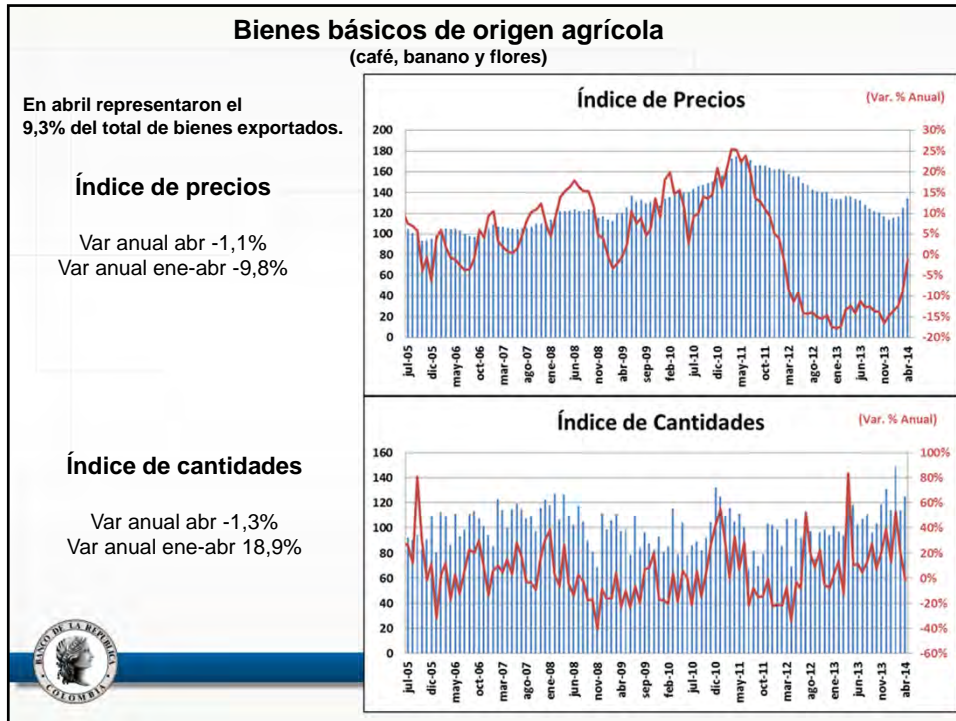 Bienes básicos de origen agrícola
(café, banano y flores)
En abril representaron el
9,3% del total de bienes exportados.
Índice de precios
Var anual abr -1,1%
Var anual ene-abr -9,8%
Índice de Precios
(Var. % Anual)
200
180
160
140
120
100
80
60
40
20
0
30%
25%
20%
15%
10%
5%
0%
-5%
-10%
-15%
-20%
jul-05
dic-05
may-06
oct-06
mar-07
ago-07
ene-08
jun-08
nov-08
abr-09
sep-09
feb-10
jul-10
dic-10
may-11
oct-11
mar-12
ago-12
ene-13
jun-13
nov-13
abr-14
Índice de cantidades
Var anual abr -1,3%
Var anual ene-abr 18,9%
Índice de Cantidades
(Var. % Anual)
160
140
120
100
80
60
40
20
0
100%
80%
60%
40%
20%
0%
-20%
-40%
-60%
jul-05
dic-05
may-06
oct-06
mar-07
ago-07
ene-08
jun-08
nov-08
abr-09
sep-09
feb-10
jul-10
dic-10
may-11
oct-11
mar-12
ago-12
ene-13
jun-13
nov-13
abr-14
BANCO DE LA REPUBLICA
COLOMBIA